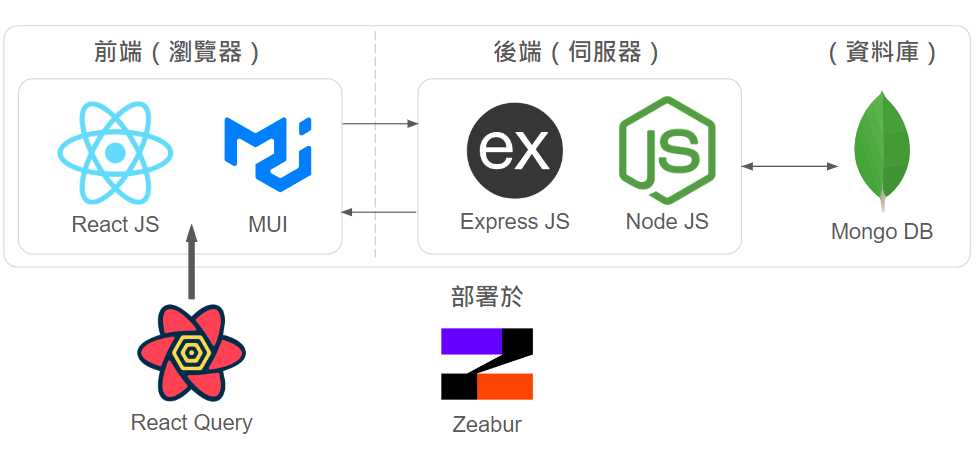 前端（瀏覽器）
後端（伺服器）
（資料庫）
ex
JS
React JS
MUI
Express JS
Node JS
Mongo DB
部署於
React Query
Zeabur